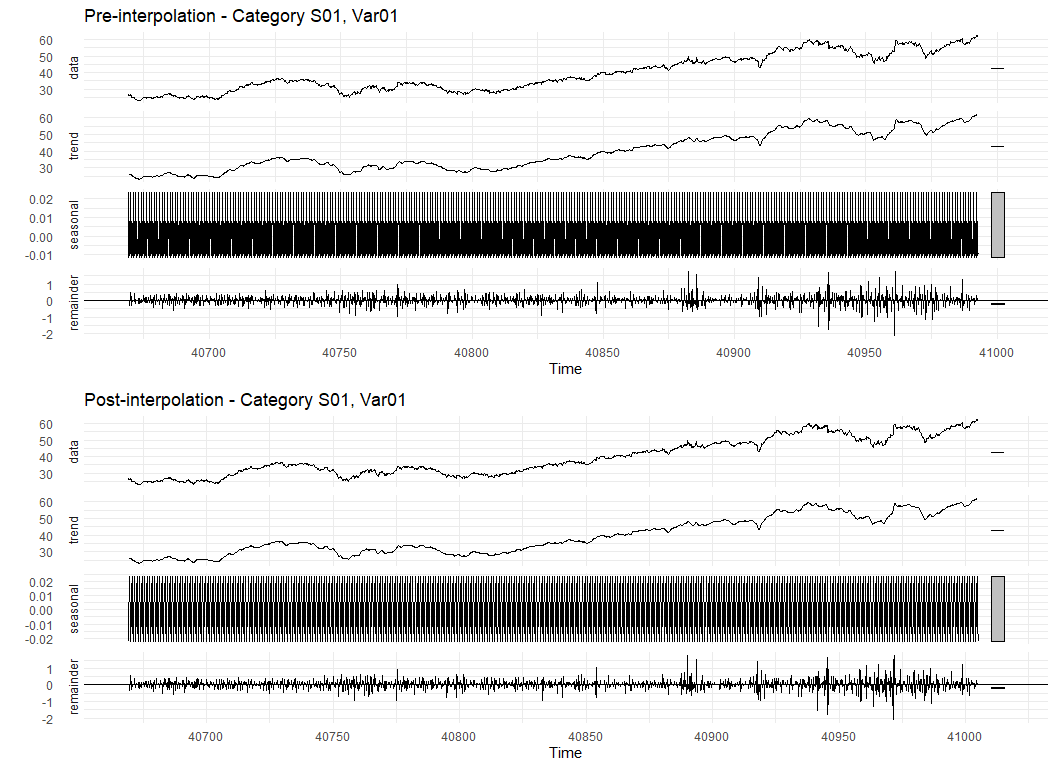 Pre-interpolation - Category S01, Var01
60
50
40
30
data
60
50
40
30
trend
0.02
0.01
0.00
-0.01
seasonal
1
0
-1
-2
remainder
40700 40750 40800 40850 40900 40950 41000
Time
Post-interpolation - Category S01, Var01
60
50
40
30
data
60
50
40
30
trend
0.02
0.01
0.00
-0.01
-0.02
seasonal
1
0
-1
-2
remainder
40700 40750 40800 40850 40900 40950 41000
Time